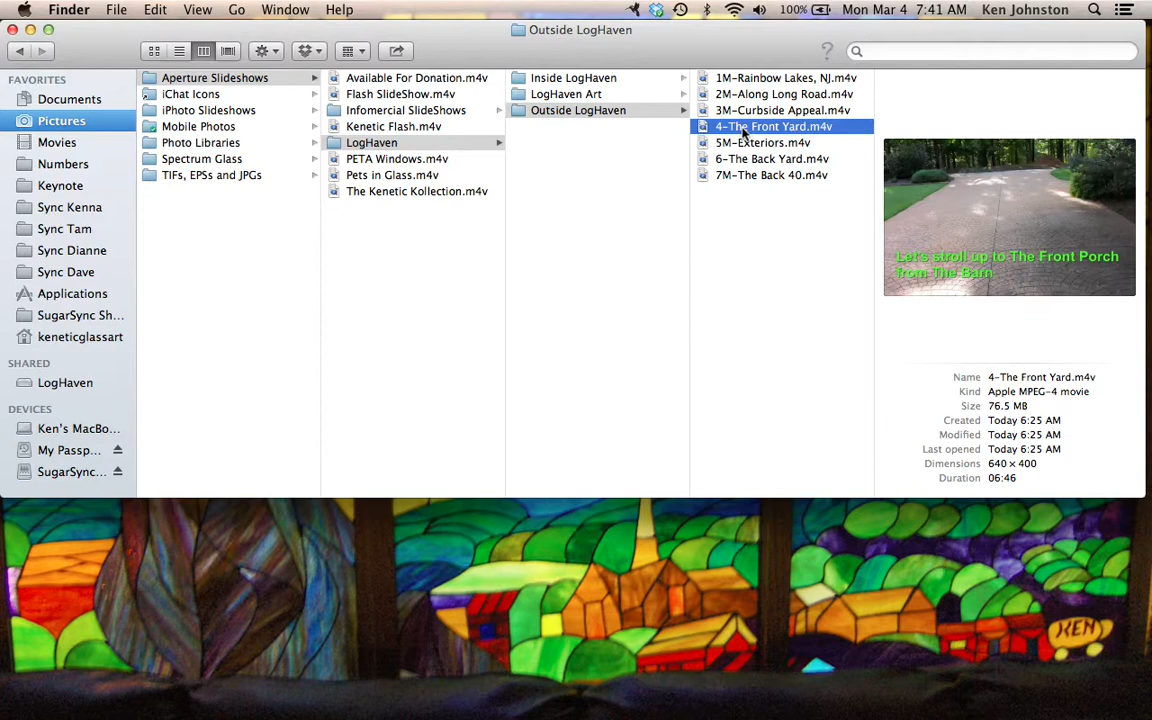 Finder File Edit View Go Window Help 100% Mon Mar 4 7:41 AM Ken Johnston
Outside LogHaven
?
FAVORITES
Documents
Pictures
Movies
Numbers
Keynote
Sync Kenna
Sync Tam
Sync Dianne
Sync Dave
Applications
SugarSync Sh...
keneticglassart
SHARED
LogHaven
DEVICES
Ken's MacBo...
My Passp...
SugarSync...
Aperture Slideshows
iChat Icons
iPhoto Slideshows
Mobile Photos
Photo Libraries
Spectrum Glass
TIFs, EPSs and JPGs
Available For Donation.m4v
Flash SlideShow.m4v
Infomercial SlideShows
Kenetic Flash.m4v
LogHaven
PETA Windows.m4v
Pets in Glass.m4v
The Kenetic Kollection.m4v
Inside LogHaven
LogHaven Art
Outside LogHaven
1M-Rainbow Lakes, NJ.m4v
2M-Along Long Road.m4v
3M-Curbside Appeal.m4v
4-The Front Yard.m4v
5M-Exteriors.m4v
6-The Back Yard.m4v
7M-The Back 40.m4v
Let's stroll up to The Front Porch
from The Barn
Name 4-The Front Yard.m4v
Kind Apple MPEG-4 movie
Size 76.5 MB
Created Today 6:25 AM
Modified Today 6:25 AM
Last opened Today 6:25 AM
Dimensions 640 × 400
Duration 06:46
KEN